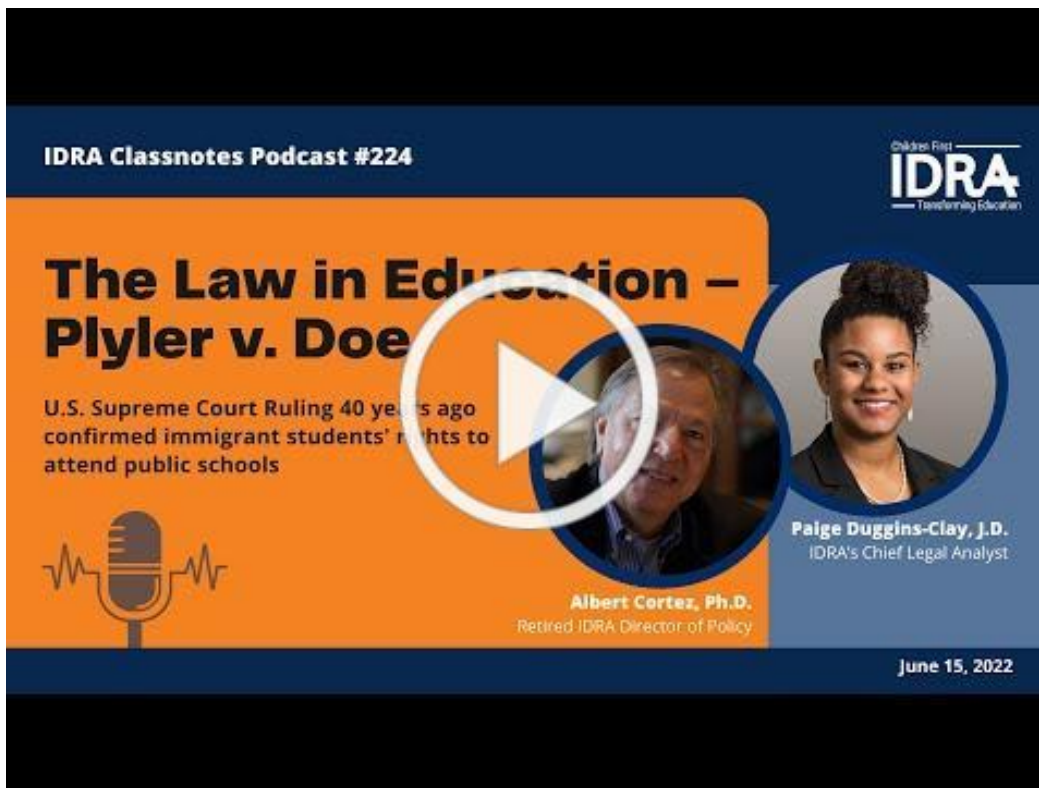 IDRA Classnotes Podcast #224
Children First
IDRA
Transforming Education
The Law in Education –
Plyler v. Doe
U.S. Supreme Court Ruling 40 years ago
confirmed immigrant students' rights to
attend public schools
Paige Duggins-Clay, J.D.
IDRA's Chief Legal Analyst
Albert Cortez, Ph.D.
Retired IDRA Director of Policy
June 15, 2022